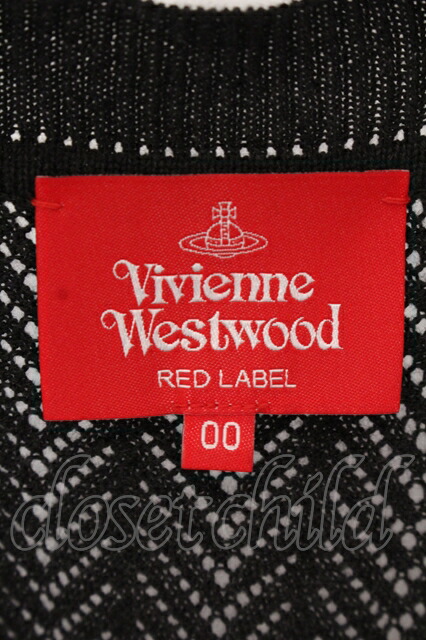 Vivienne
Westwood
RED LABEL
00
closet child